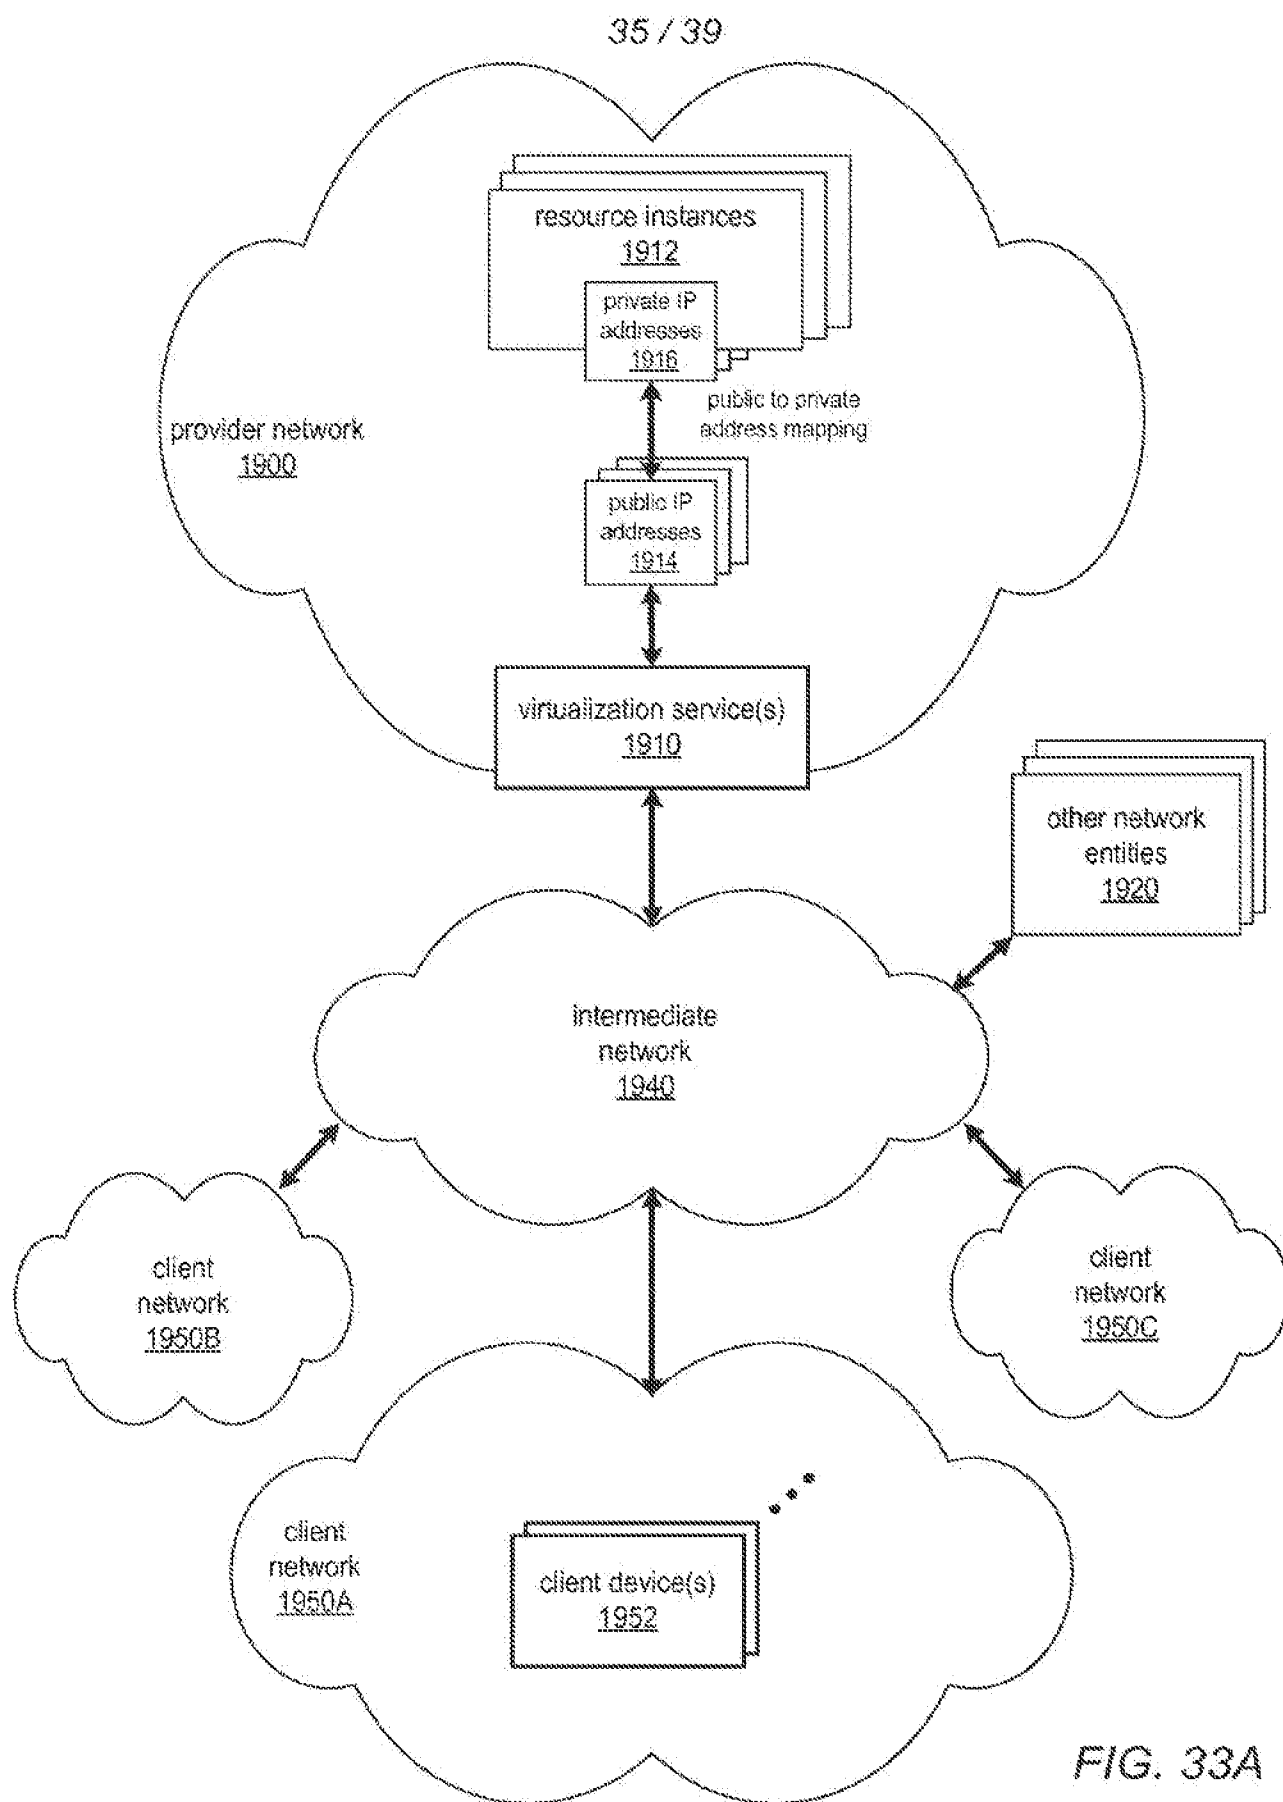 35 / 39
resource instances
1912
private IP
addresses
1916
public to private
address mapping
provider network
1900
public IP
addresses
1914
virtualization service(s)
1910
other network
entities
1920
intermediate
network
1940
client
network
1950B
client
network
1950C
client
network
1950A
client device(s)
1952
FIG. 33A